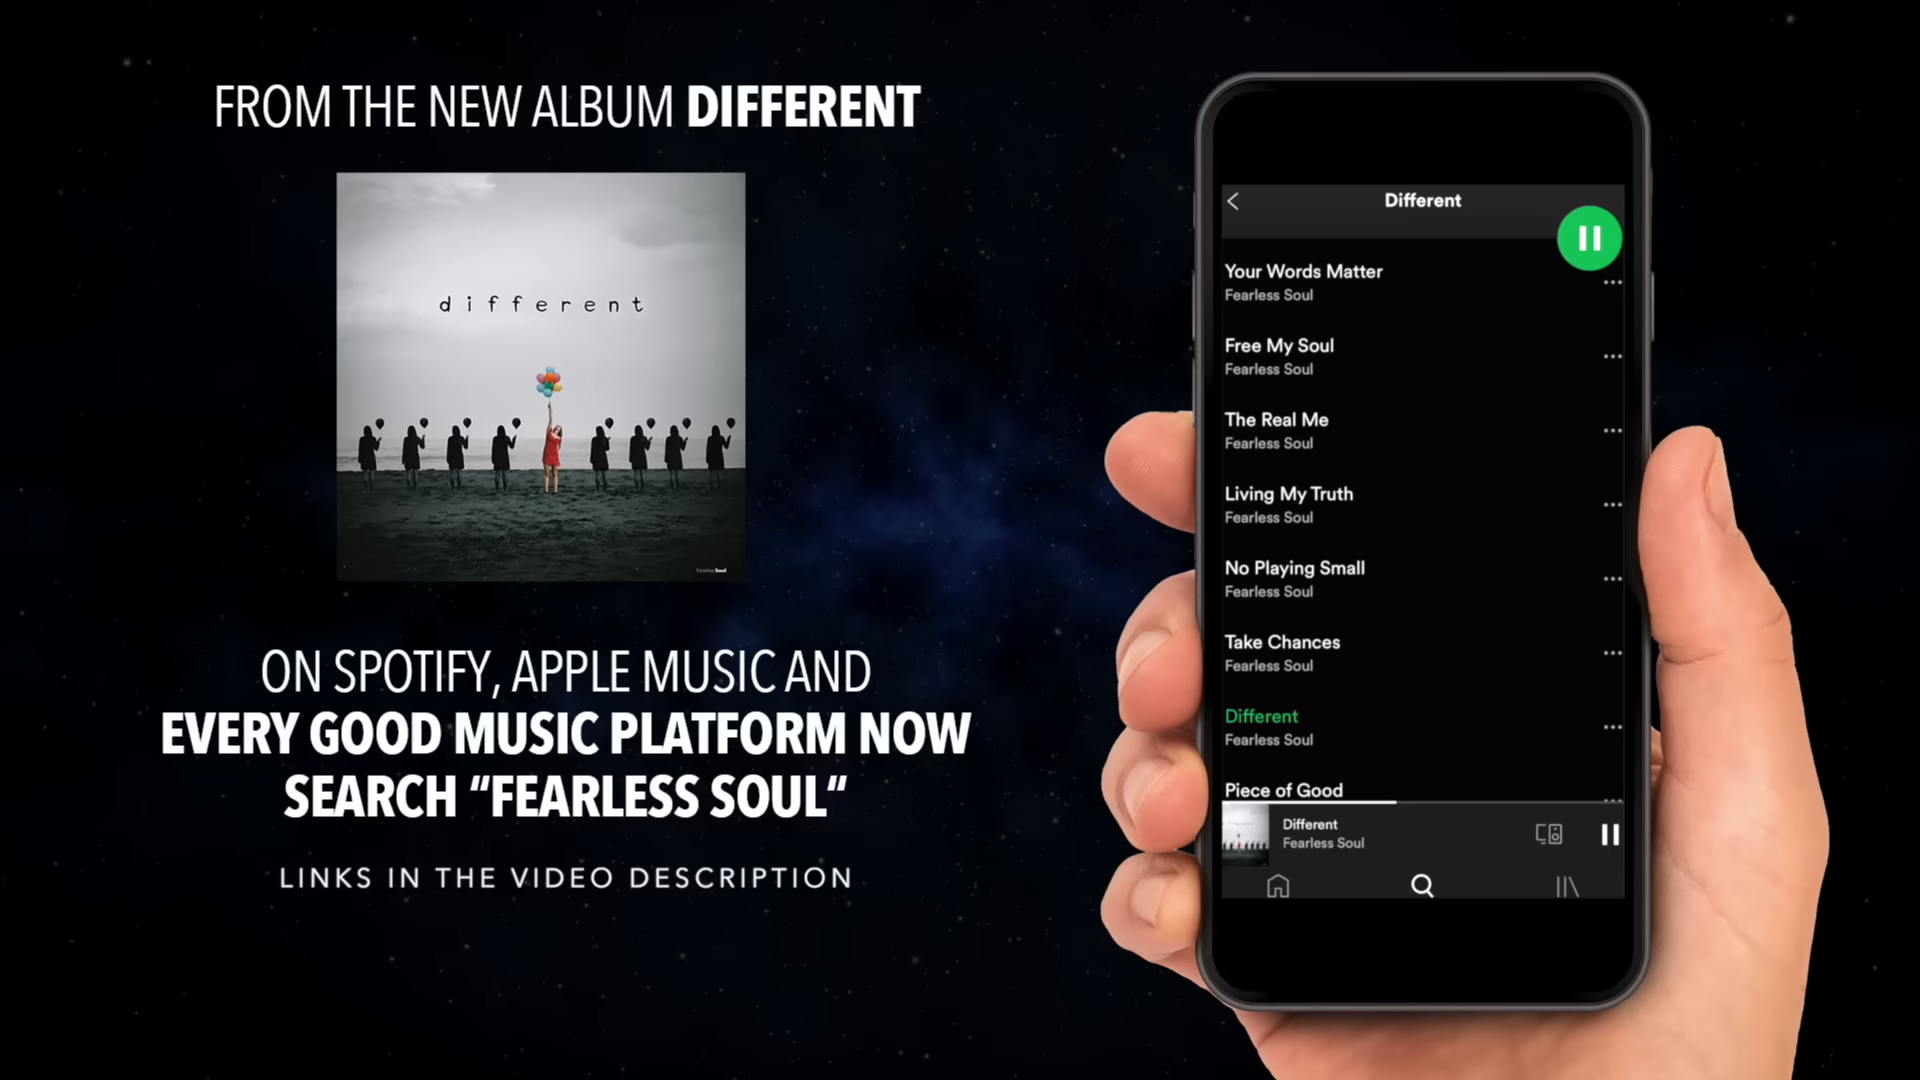 FROM THE NEW ALBUM DIFFERENT
different
Fearless Soul
ON SPOTIFY, APPLE MUSIC AND
EVERY GOOD MUSIC PLATFORM NOW
SEARCH “FEARLESS SOUL“
LINKS IN THE VIDEO DESCRIPTION
Different
Your Words Matter
Fearless Soul
Free My Soul
Fearless Soul
The Real Me
Fearless Soul
Living My Truth
Fearless Soul
No Playing Small
Fearless Soul
Take Chances
Fearless Soul
Different
Fearless Soul
Piece of Good
Different
Fearless Soul